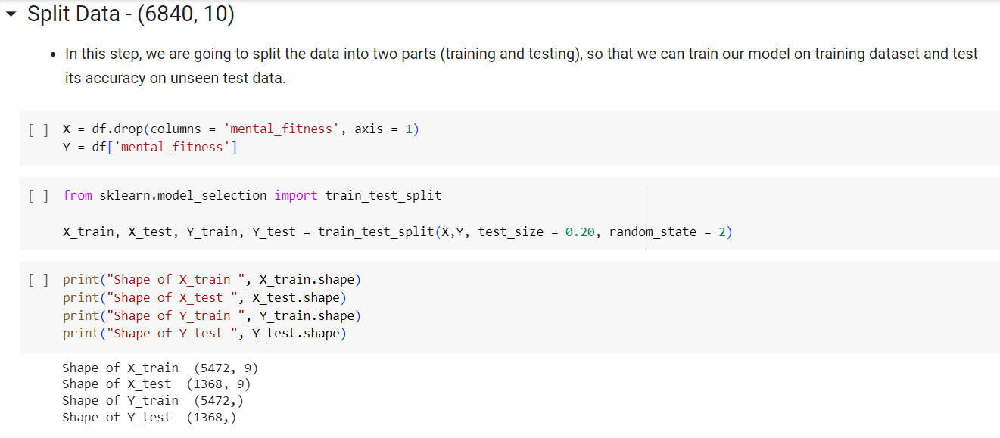 Split Data - (6840, 10)
In this step, we are going to split the data into two parts (training and testing), so that we can train our model on training dataset and test
its accuracy on unseen test data.
[ ] X = df.drop(columns = 'mental_fitness', axis = 1)
Y = df['mental_fitness']
[ ] from sklearn.model_selection import train_test_split
X_train, X_test, Y_train, Y_test = train_test_split(X,Y, test_size = 0.20, random_state = 2)
[ ] print("Shape of X_train ", X_train.shape)
print("Shape of X_test ", X_test.shape)
print("Shape of Y_train ", Y_train.shape)
print("Shape of Y_test ", Y_test.shape)
Shape of X_train  (5472, 9)
Shape of X_test  (1368, 9)
Shape of Y_train  (5472,)
Shape of Y_test  (1368,)